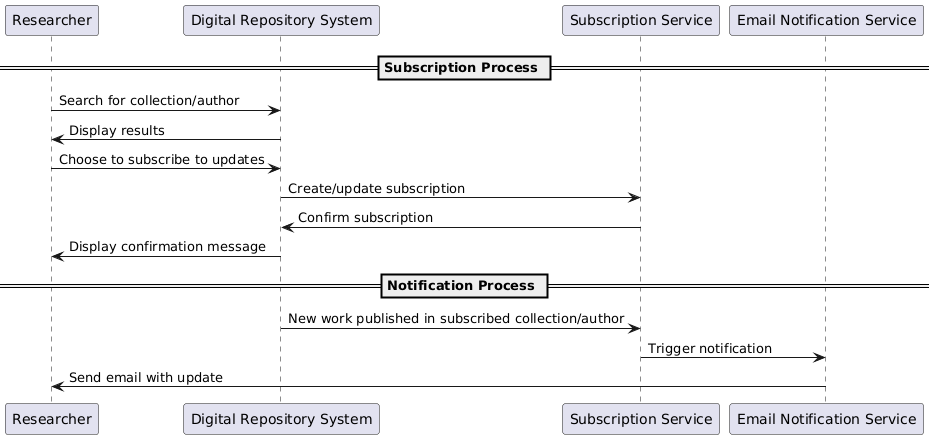 Researcher Digital Repository System Subscription Service Email Notification Service
Subscription Process
Search for collection/author
Display results
Choose to subscribe to updates
Create/update subscription
Confirm subscription
Display confirmation message
Notification Process
New work published in subscribed collection/author
Trigger notification
Send email with update
Researcher Digital Repository System Subscription Service Email Notification Service